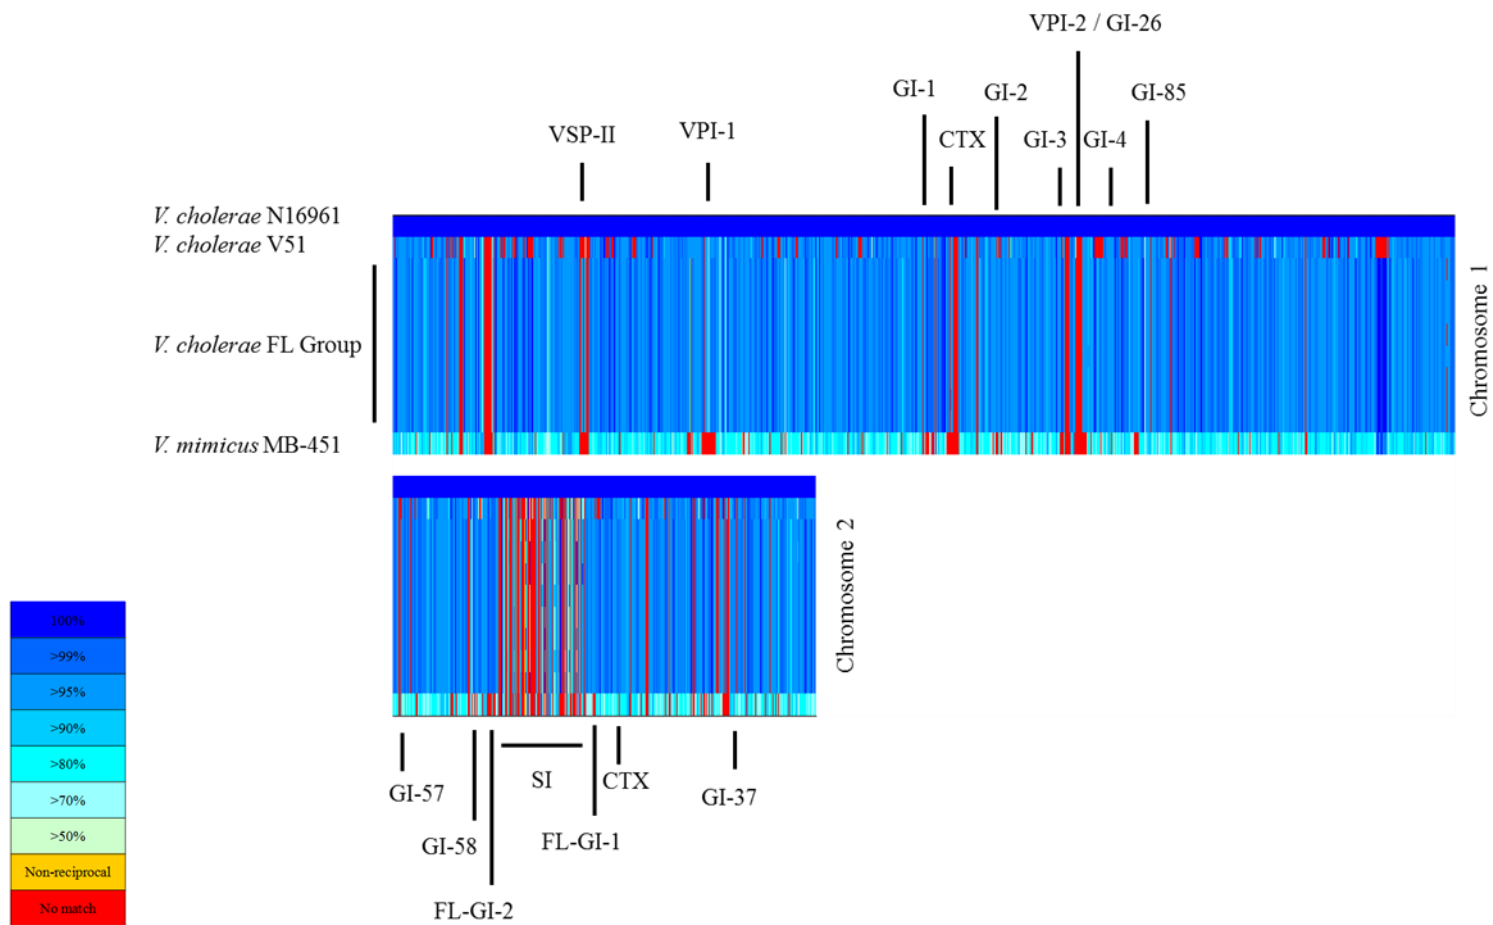 VPI-2 / GI-26
GI-1
GI-2
GI-85
VSP-II
VPI-1
CTX
GI-3
GI-4
V. cholerae N16961
V. cholerae V51
V. cholerae FL Group
V. mimicus MB-451
Chromosome 1
Chromosome 2
100%
>99%
>95%
>90%
>80%
>70%
>50%
Non-reciprocal
No match
GI-57
SI
CTX
GI-37
GI-58
FL-GI-1
FL-GI-2